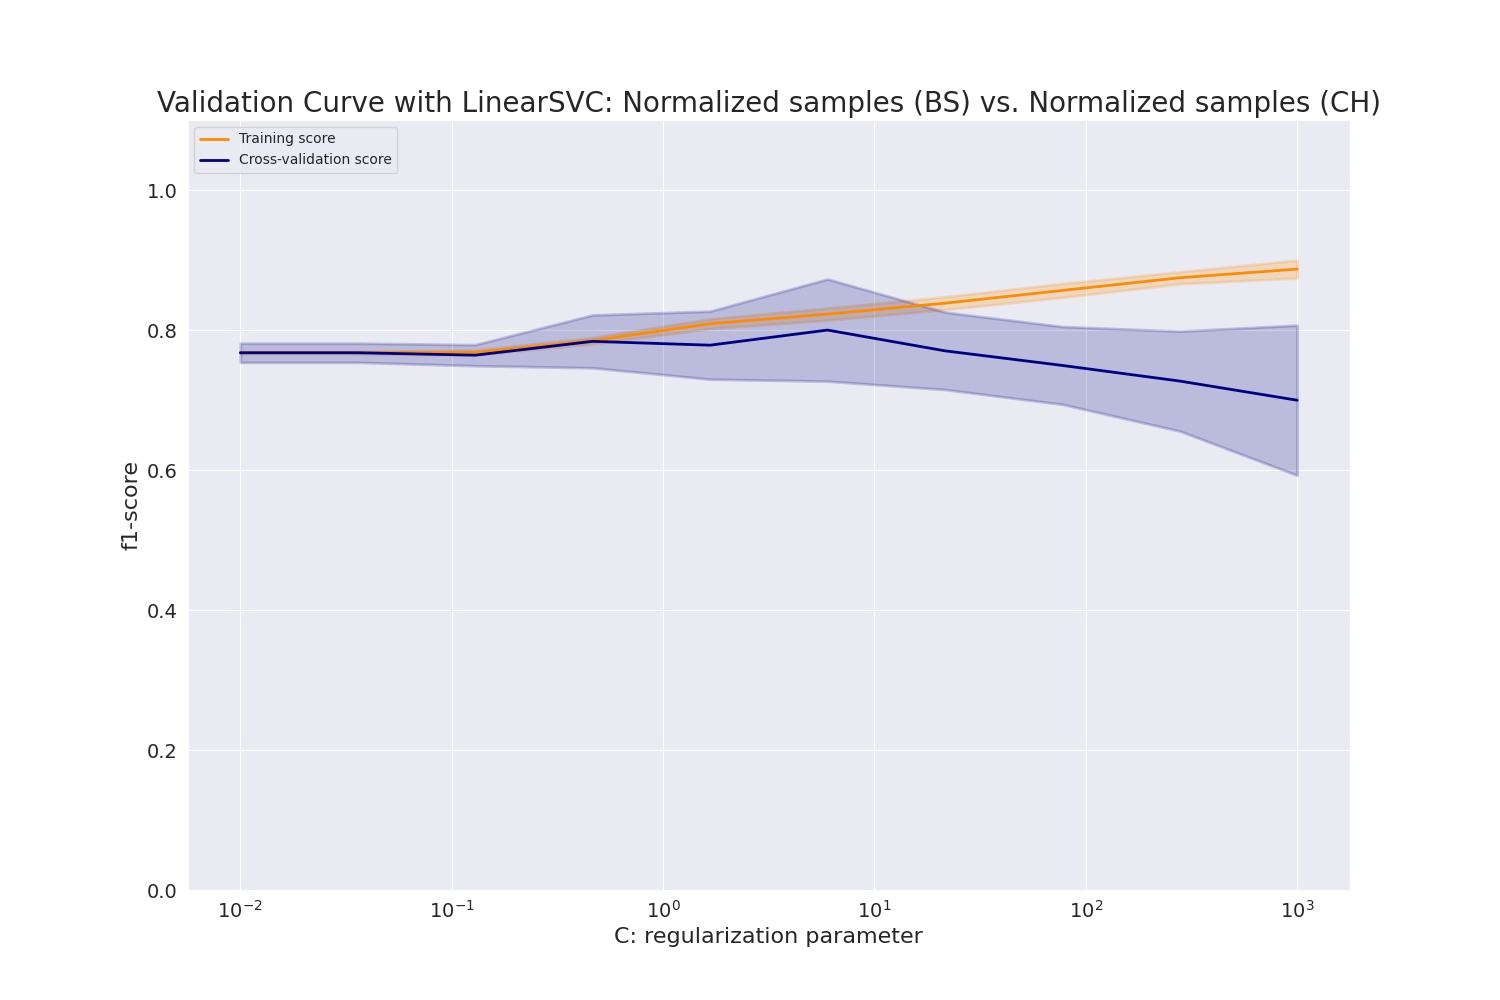 Validation Curve with LinearSVC: Normalized samples (BS) vs. Normalized samples (CH)
Training score
Cross-validation score
1.0
0.8
0.6
0.4
0.2
0.0
f1-score
10⁻² 10⁻¹ 10⁰ 10¹ 10² 10³
C: regularization parameter